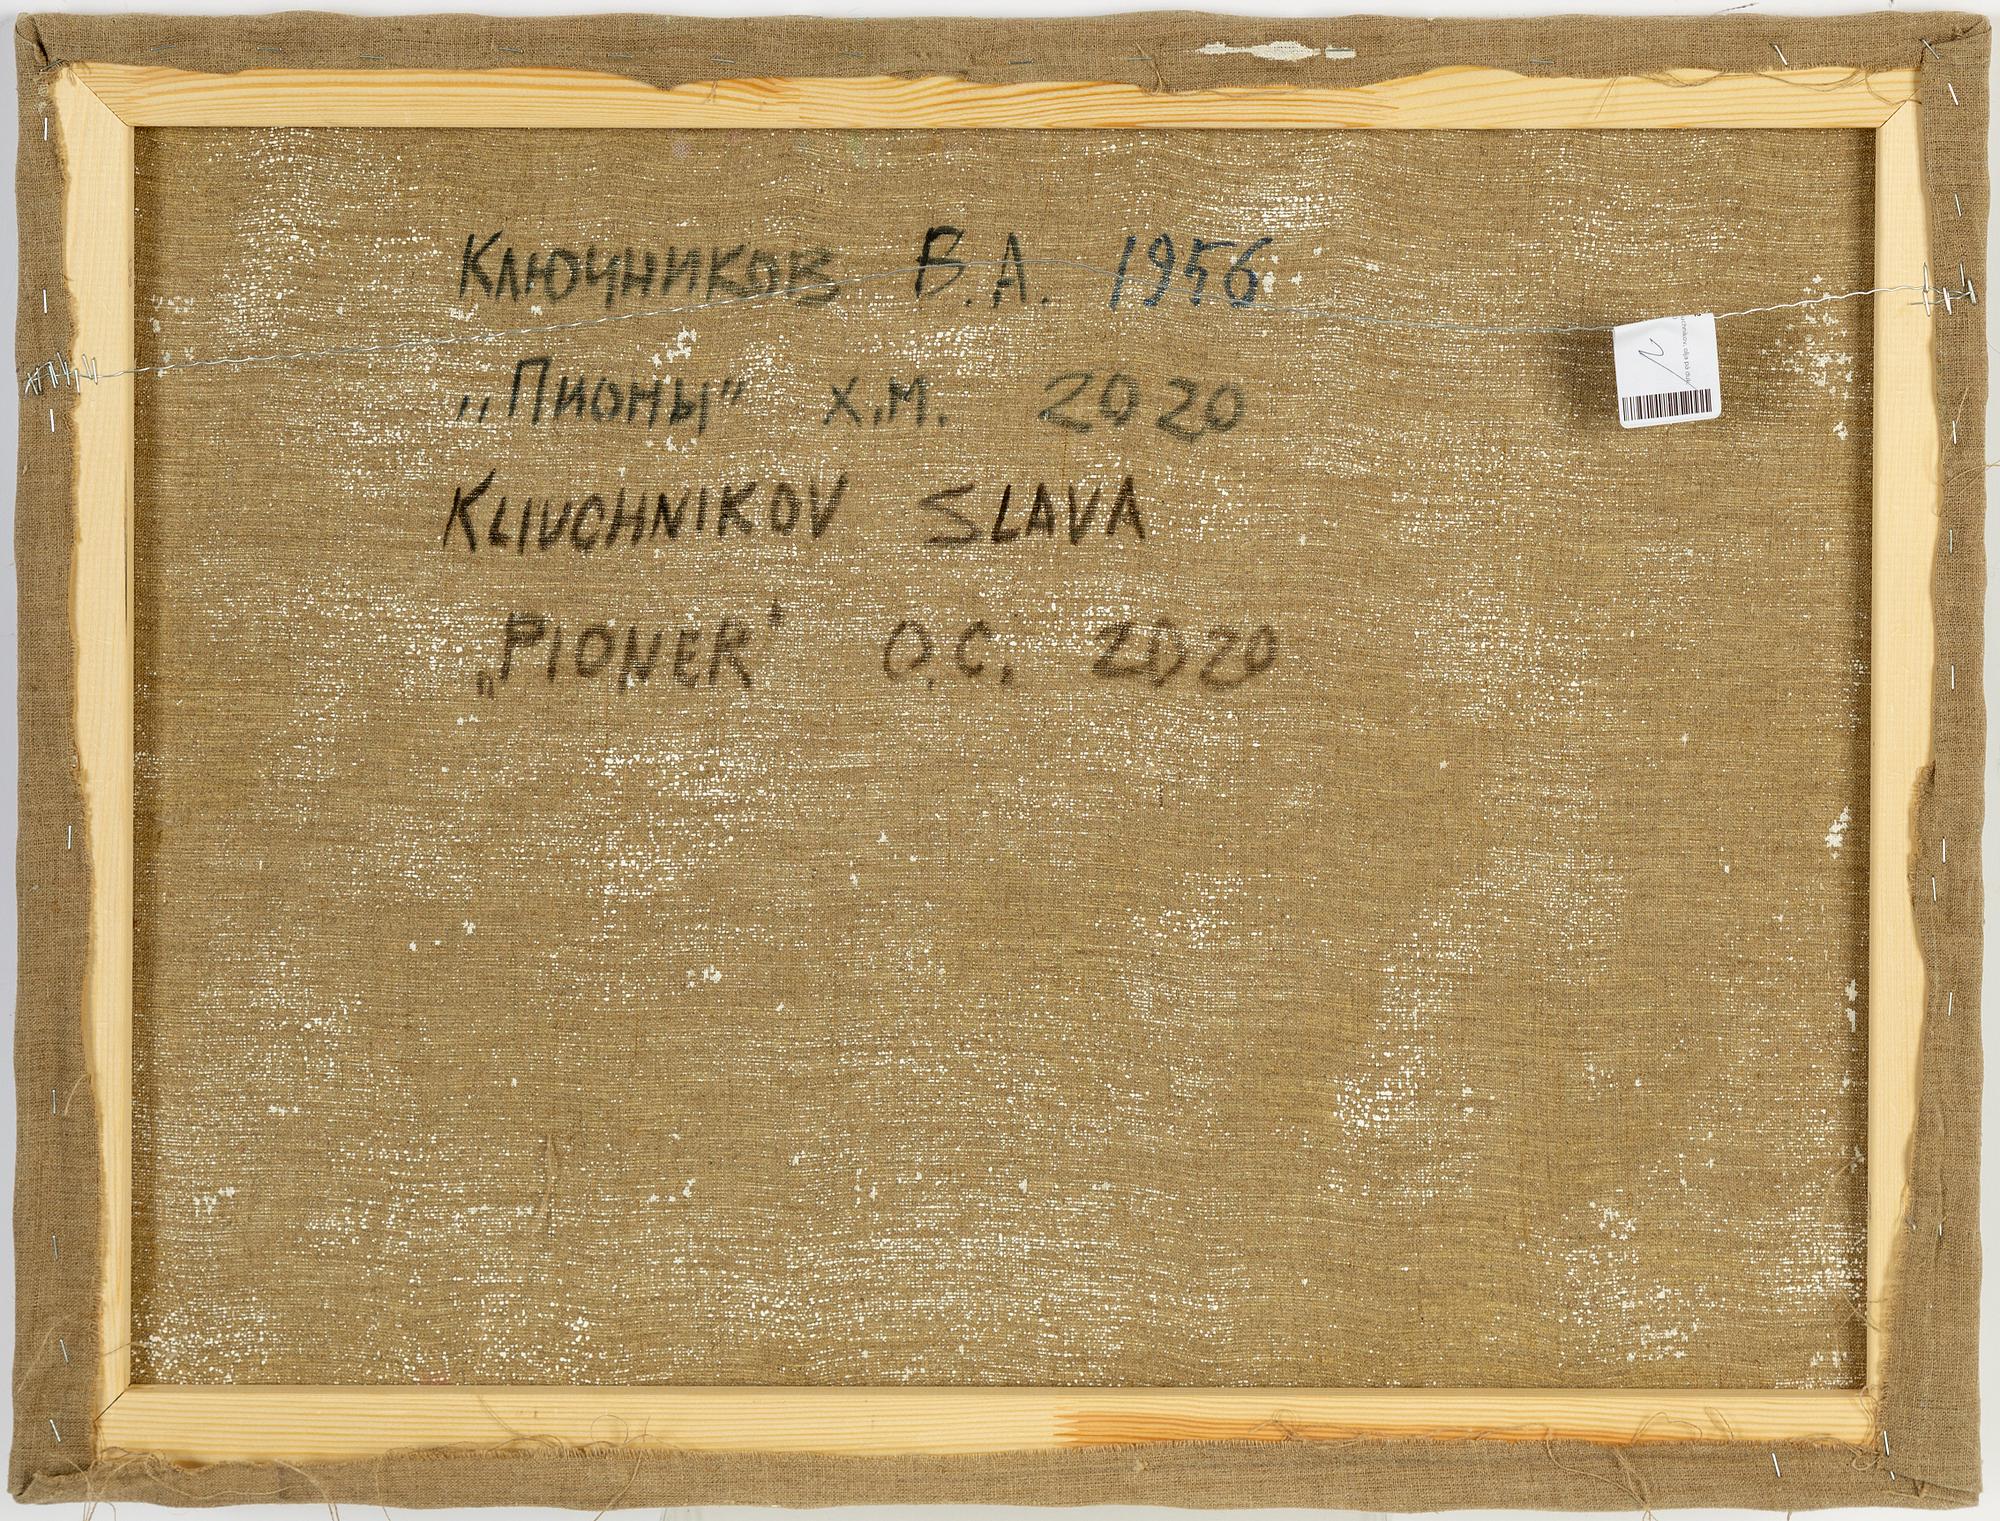 Ключников В.А. 1956
„Пионы” х.м. 2020
KLIUCHNIKOV SLAVA
„PIONER” O.C. 2020